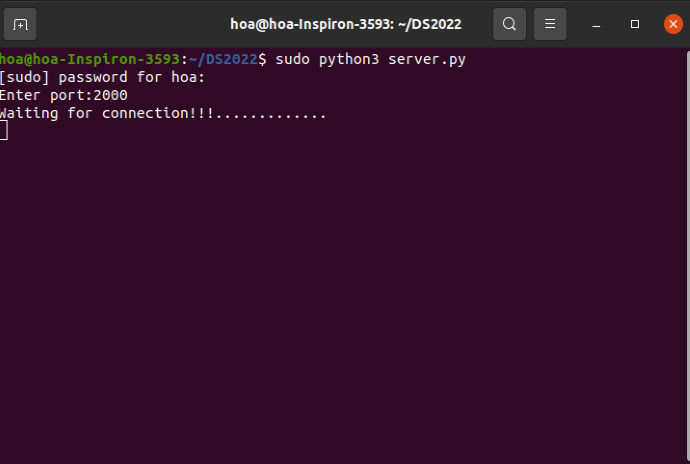 hoa@hoa-Inspiron-3593: ~/DS2022
hoa@hoa-Inspiron-3593:~/DS2022$ sudo python3 server.py
[sudo] password for hoa:
Enter port:2000
Waiting for connection!!!.............